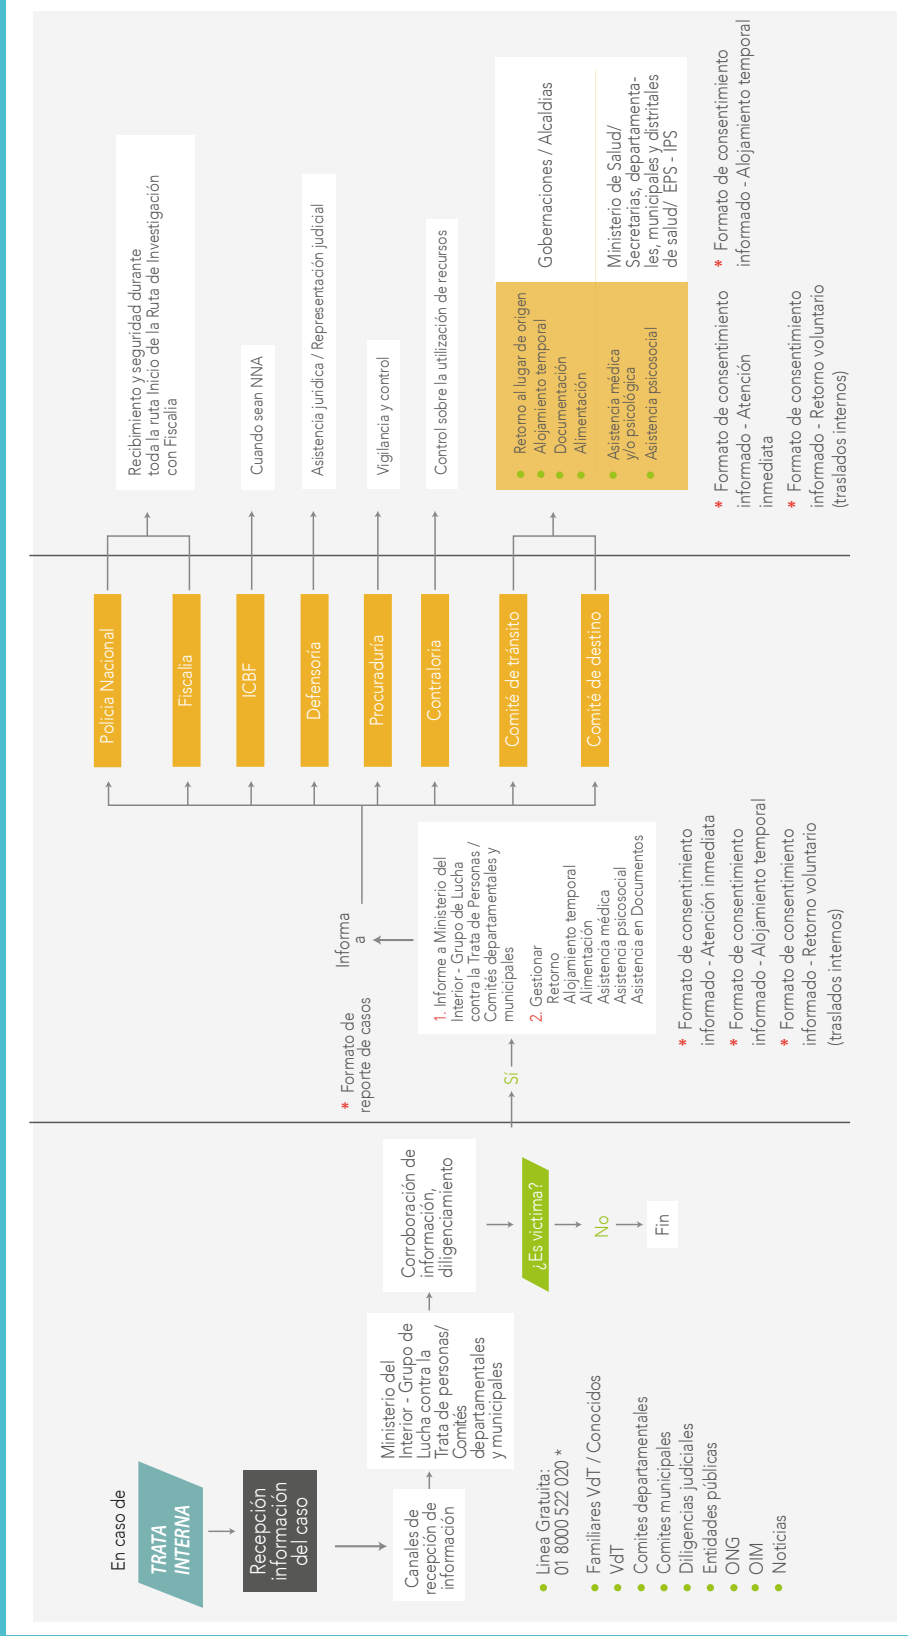 En caso de
TRATA
INTERNA
Recepción
información
del caso
Canales de
recepción de
información
Ministerio del
Interior - Grupo de
Lucha contra la
Trata de personas/
Comités
departamentales
y municipales
Corroboración de
información,
diligenciamiento
¿Es victima?
No
Fin
Sí
• Linea Gratuita:
01 8000 522 020 *
• Familiares VdT / Conocidos
• VdT
• Comites departamentales
• Comites municipales
• Diligencias judiciales
• Entidades públicas
• ONG
• OIM
• Noticias
* Formato de
reporte de casos
Informa
a
1. Informe a Ministerio del
Interior - Grupo de Lucha
contra la Trata de Personas /
Comités departamentales y
municipales
2. Gestionar
Retorno
Alojamiento temporal
Alimentación
Asistencia médica
Asistencia psicosocial
Asistencia en Documentos
* Formato de consentimiento
informado - Atención inmediata
* Formato de consentimiento
informado - Alojamiento temporal
* Formato de consentimiento
informado - Retorno voluntario
(traslados internos)
Policia Nacional
Fiscalia
ICBF
Defensoría
Procuraduría
Contraloria
Comité de tránsito
Comité de destino
Recibimiento y seguridad durante
toda la ruta Inicio de la Ruta de Investigación
con Fiscalia
Cuando sean NNA
Asistencia juridica / Representación judicial
Vigilancia y control
Control sobre la utilización de recursos
• Retorno al lugar de origen
• Alojamiento temporal
• Documentación
• Alimentación
Gobernaciones / Alcaldias
• Asistencia médica
y/o psicológica
• Asistencia psicosocial
Ministerio de Salud/
Secretarias, departamenta-
les, municipales y distritales
de salud/ EPS - IPS
* Formato de consentimiento
informado - Atención
inmediata
* Formato de consentimiento
informado - Retorno voluntario
(traslados internos)
* Formato de consentimiento
informado - Alojamiento temporal